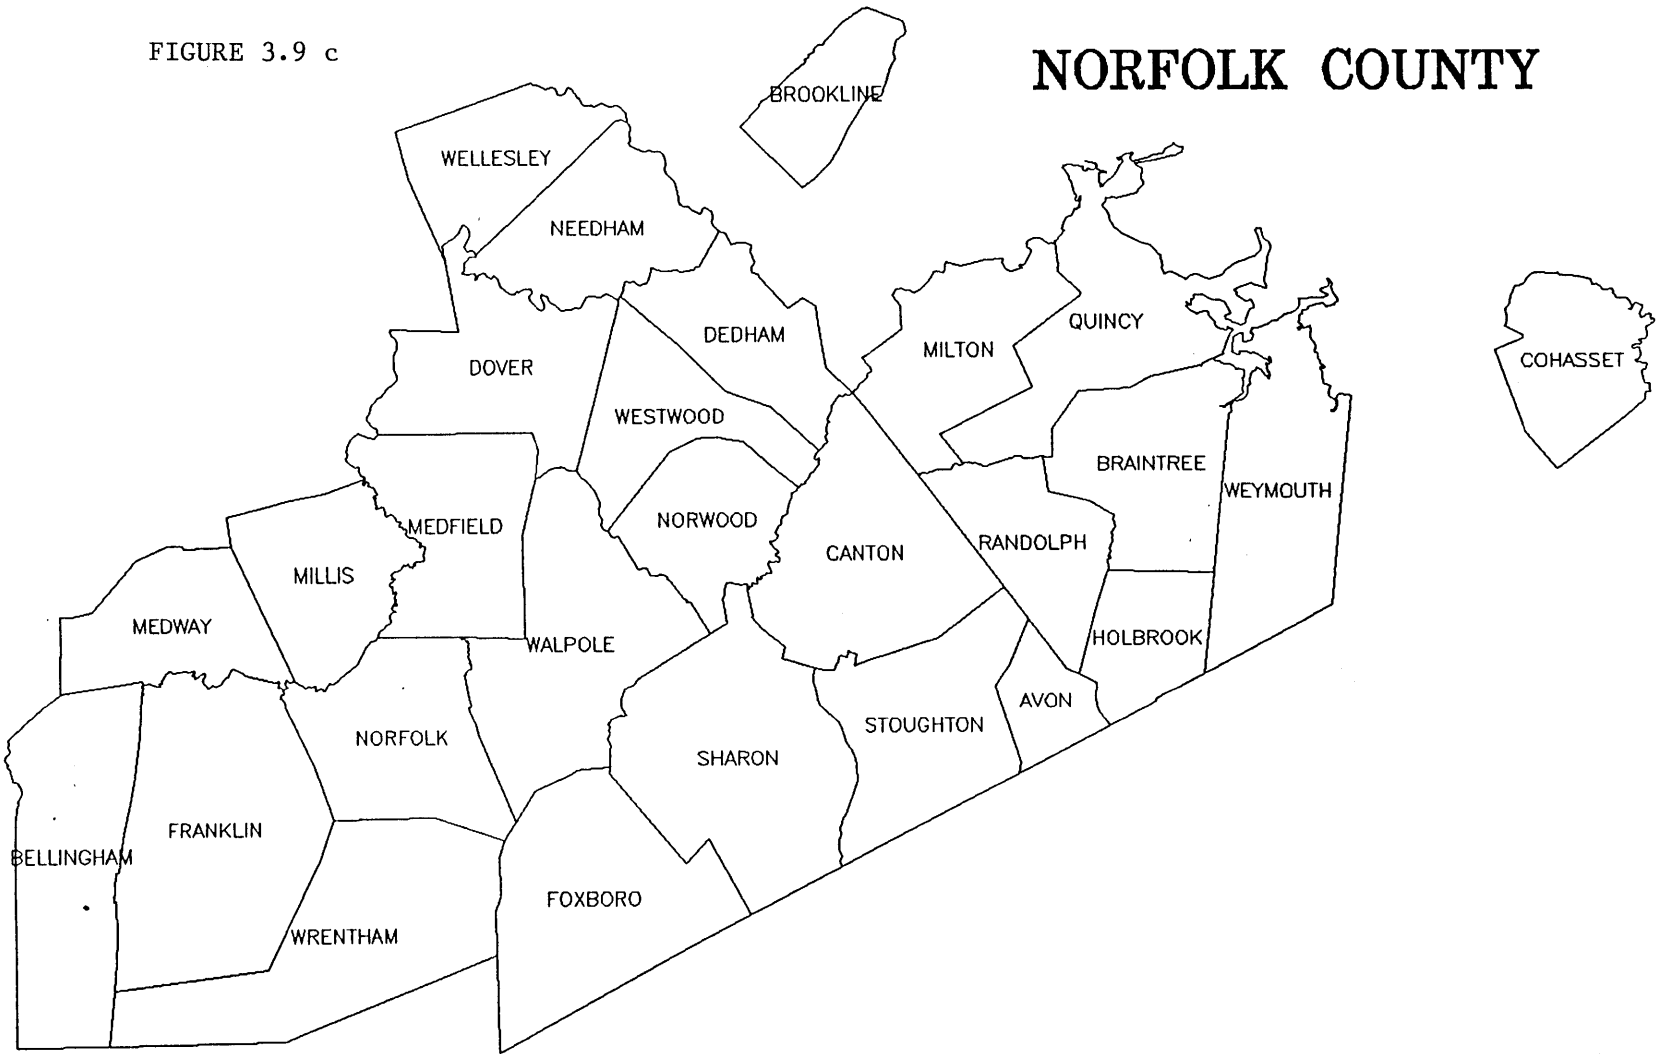 FIGURE 3.9 c
NORFOLK COUNTY
BROOKLINE
WELLESLEY
NEEDHAM
DEDHAM
DOVER
MILTON
QUINCY
COHASSET
WESTWOOD
BRAINTREE
WEYMOUTH
NORWOOD
MEDFIELD
CANTON
RANDOLPH
MILLIS
MEDWAY
WALPOLE
HOLBROOK
AVON
STOUGHTON
NORFOLK
SHARON
FRANKLIN
BELLINGHAM
FOXBORO
WRENTHAM